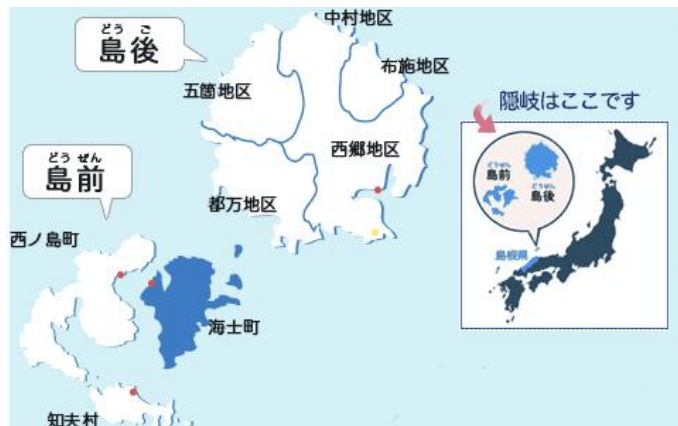 中村地区
どうご
島後
布施地区
五箇地区
隠岐はここです
西郷地区
どうぜん
島前
都万地区
西ノ島町
海士町
知夫村
どうぜん
島前
どうぜん
島後
島根県